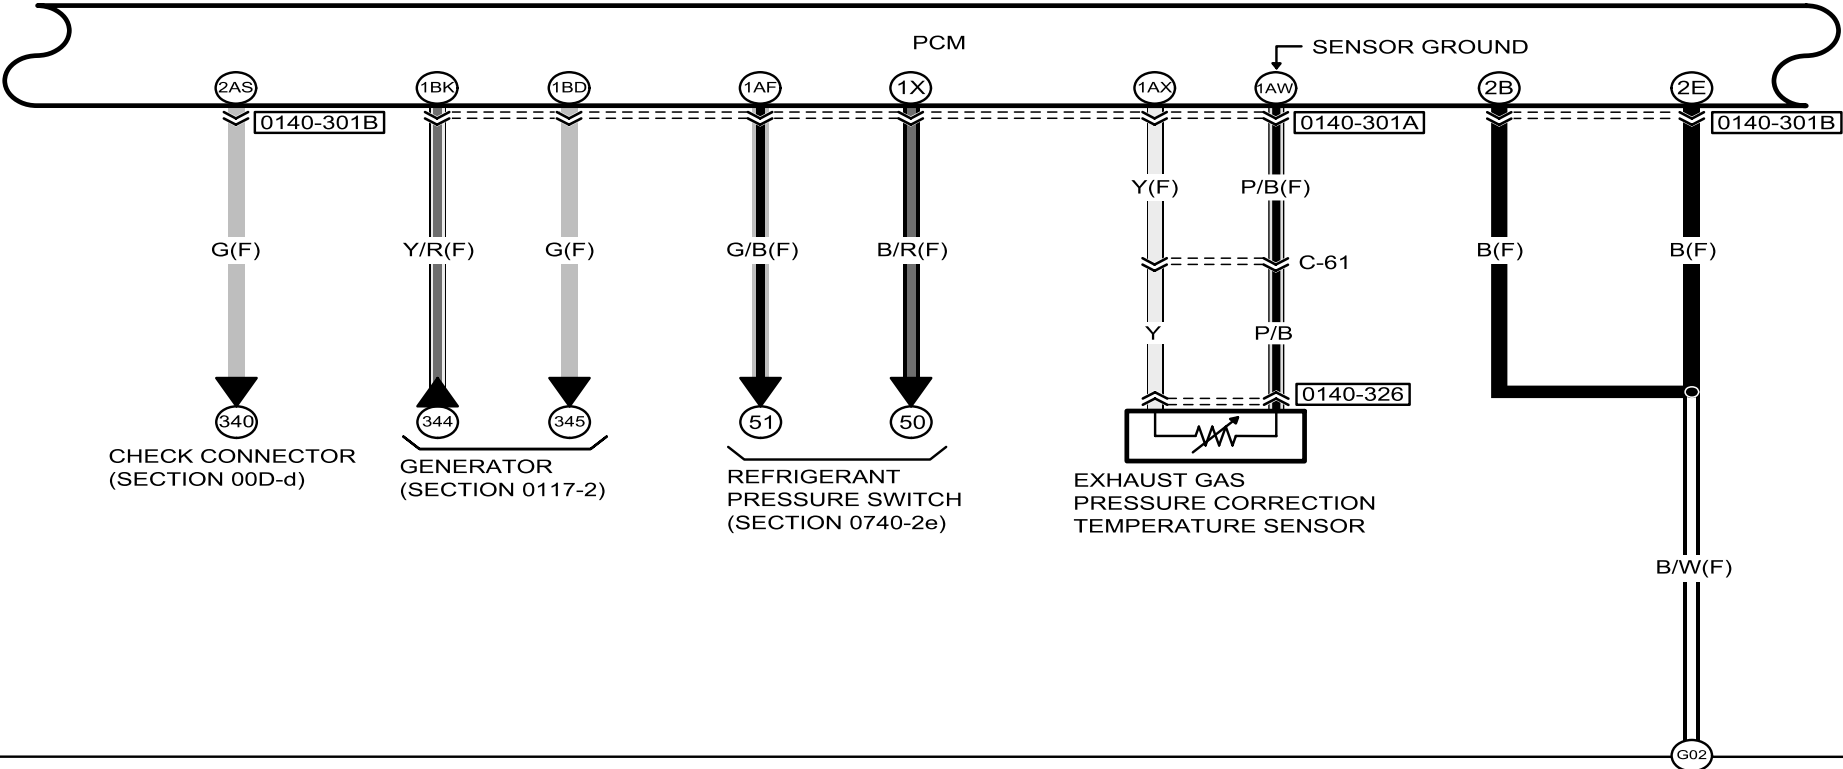 PCM
SENSOR GROUND
2AS
1BK
1BD
1AF
1X
1AX
1AW
2B
2E
0140-301B
0140-301A
0140-301B
Y(F)
P/B(F)
G(F)
Y/R(F)
G(F)
G/B(F)
B/R(F)
B(F)
B(F)
C-61
Y
P/B
0140-326
340
344
345
51
50
CHECK CONNECTOR
(SECTION 00D-d)
GENERATOR
(SECTION 0117-2)
REFRIGERANT
PRESSURE SWITCH
(SECTION 0740-2e)
EXHAUST GAS
PRESSURE CORRECTION
TEMPERATURE SENSOR
B/W(F)
G02